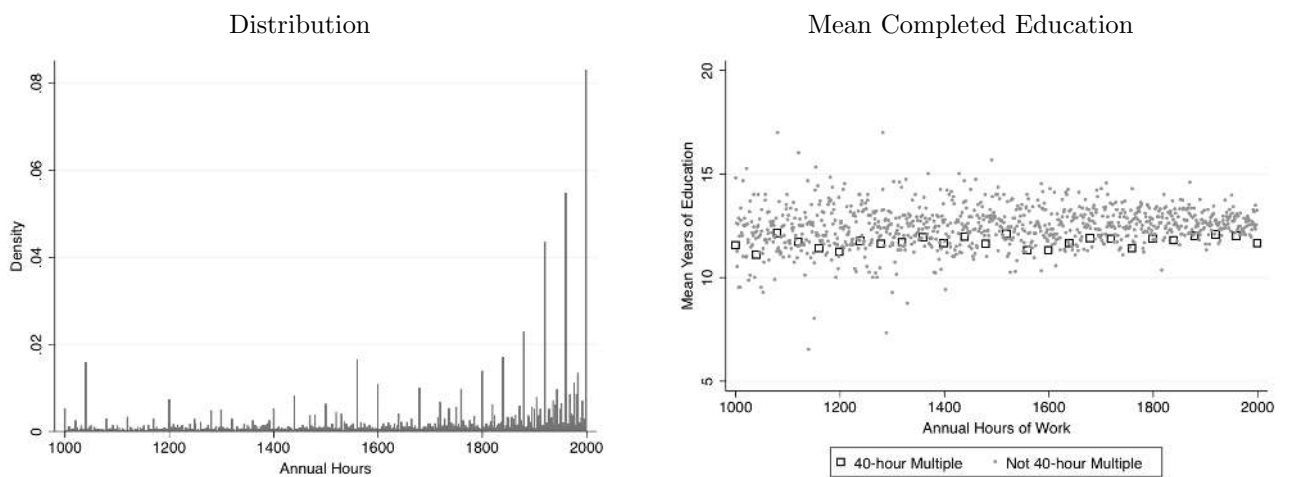 Distribution
Density
0
.02
.04
.06
.08
1000 1200 1400 1600 1800 2000
Annual Hours
Mean Completed Education
Mean Years of Education
5
10
15
20
1000 1200 1400 1600 1800 2000
Annual Hours of Work
40-hour Multiple Not 40-hour Multiple